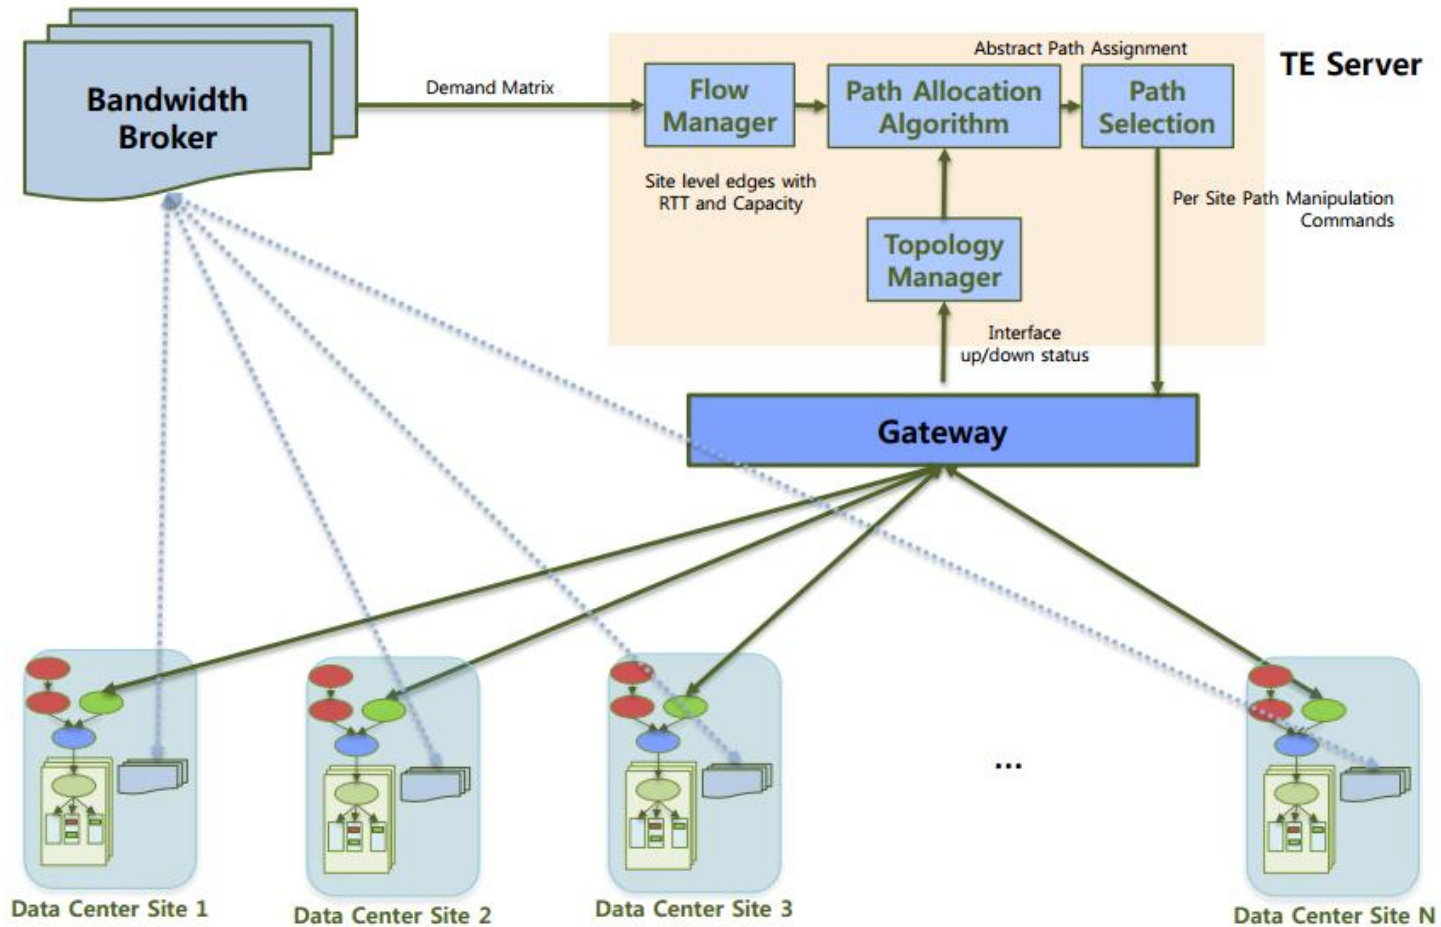 Abstract Path Assignment
TE Server
Bandwidth
Broker
Demand Matrix
Flow
Manager
Path Allocation
Algorithm
Path
Selection
Site level edges with
RTT and Capacity
Per Site Path Manipulation
Commands
Topology
Manager
Interface
up/down status
Gateway
...
Data Center Site 1
Data Center Site 2
Data Center Site 3
Data Center Site N